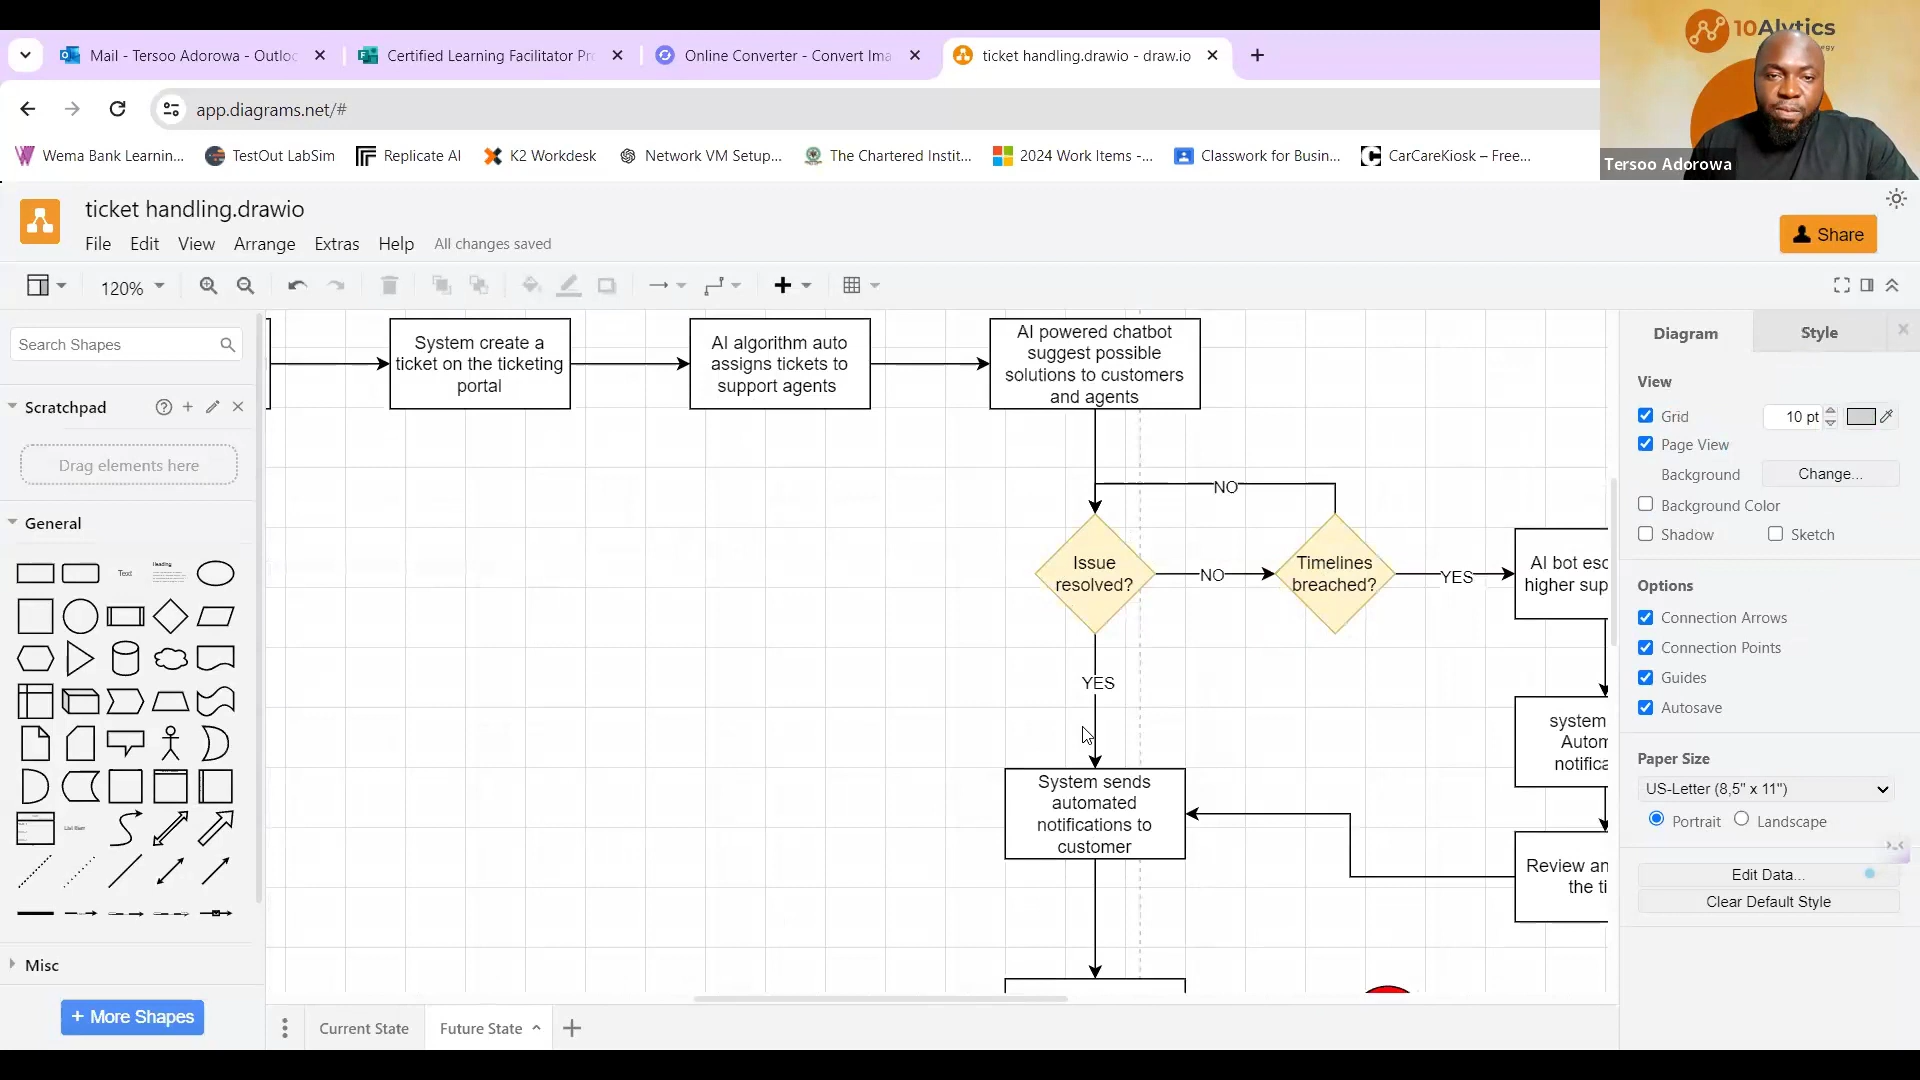 Mail - Tersoo Adorowa - Outloo
Certified Learning Facilitator Pr
Online Converter - Convert Ima
ticket handling.drawio - draw.io
10Alytics
app.diagrams.net/#
Wema Bank Learnin...
TestOut LabSim
Replicate AI
K2 Workdesk
Network VM Setup...
The Chartered Instit...
2024 Work Items -...
Classwork for Busin...
CarCareKiosk – Free...
Tersoo Adorowa
ticket handling.drawio
File
Edit
View
Arrange
Extras
Help
All changes saved
Share
120%
Search Shapes
Scratchpad
Drag elements here
General
Text
Heading
List Item
Misc
+ More Shapes
System create a
ticket on the ticketing
portal
AI algorithm auto
assigns tickets to
support agents
AI powered chatbot
suggest possible
solutions to customers
and agents
NO
Issue
resolved?
NO
Timelines
breached?
YES
AI bot esc
higher sup
YES
system
Autom
notifica
System sends
automated
notifications to
customer
Review an
the ti
Current State
Future State
Diagram
Style
View
Grid
10 pt
Page View
Background
Change...
Background Color
Shadow
Sketch
Options
Connection Arrows
Connection Points
Guides
Autosave
Paper Size
US-Letter (8,5" x 11")
Portrait
Landscape
Edit Data...
Clear Default Style